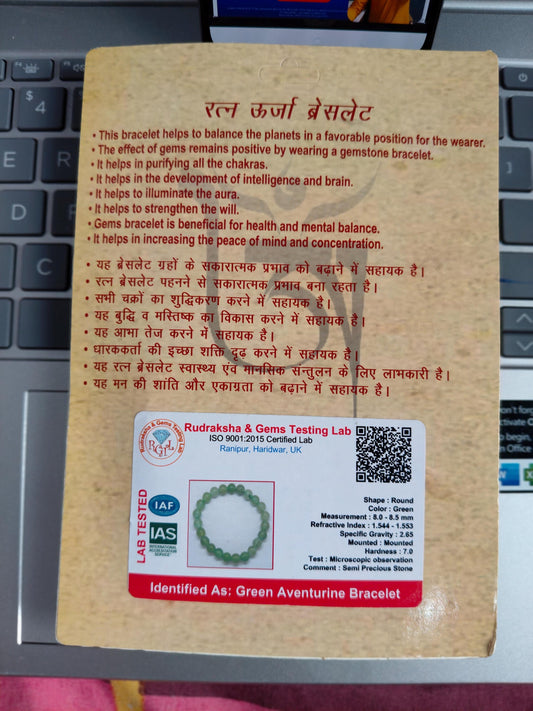 रत्न ऊर्जा ब्रेसलेट
• This bracelet helps to balance the planets in a favorable position for the wearer.
• The effect of gems remains positive by wearing a gemstone bracelet.
• It helps in purifying all the chakras.
• It helps in the development of intelligence and brain.
• It helps to illuminate the aura.
• It helps to strengthen the will.
• Gems bracelet is beneficial for health and mental balance.
• It helps in increasing the peace of mind and concentration.
• यह ब्रेसलेट ग्रहों के सकारात्मक प्रभाव को बढ़ाने में सहायक है।
• रत्न ब्रेसलेट पहनने से सकारात्मक प्रभाव बना रहता है।
• सभी चक्रों का शुद्धिकरण करने में सहायक है।
• यह बुद्धि व मस्तिष्क का विकास करने में सहायक है।
• यह आभा तेज करने में सहायक है।
• धारककर्ता की इच्छा शक्ति दृढ़ करने में सहायक है।
• यह रत्न ब्रेसलेट स्वास्थ्य एंव मानसिक सन्तुलन के लिए लाभकारी है।
• यह मन की शांति और एकाग्रता को बढ़ाने में सहायक है।
Rudraksha & Gems Testing Lab
RGTL
Rudraksha & Gems Testing Lab
ISO 9001:2015 Certified Lab
Ranipur, Haridwar, UK
LAB TESTED
IAF
IAS
INTERNATIONAL
ACCREDITATION
SERVICE
Shape : Round
Color : Green
Measurement : 8.0 - 8.5 mm
Refractive Index : 1.544 - 1.553
Specific Gravity : 2.65
Mounted : Mounted
Hardness : 7.0
Test : Microscopic observation
Comment : Semi Precious Stone
Identified As: Green Aventurine Bracelet
$
4
E
R
D
F
C